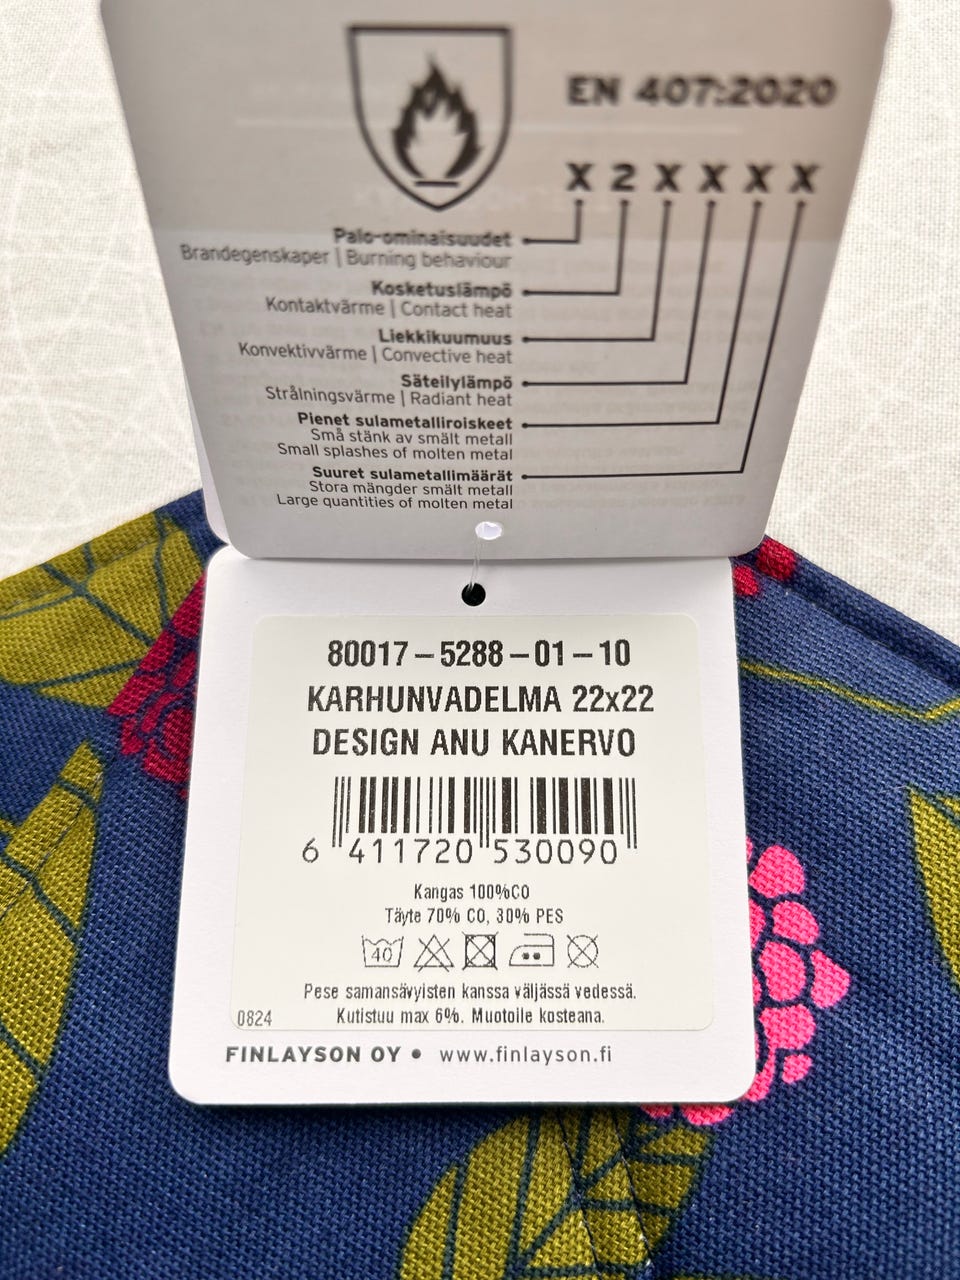 EN 407:2020
X 2 X X X X
Palo-ominaisuudet
Brandegenskaper | Burning behaviour
Kosketuslämpö
Kontaktvärme | Contact heat
Liekkikuumuus
Konvektivvärme | Convective heat
Säteilylämpö
Strålningsvärme | Radiant heat
Pienet sulametalliroiskeet
Små stänk av smält metall
Small splashes of molten metal
Suuret sulametallimäärät
Stora mängder smält metall
Large quantities of molten metal
80017-5288-01-10
KARHUNVADELMA 22x22
DESIGN ANU KANERVO
6 411720 530090
Kangas 100%CO
Täyte 70% CO, 30% PES
40
Pese samansävyisten kanssa väljässä vedessä.
0824 Kutistuu max 6%. Muotoile kosteana.
FINLAYSON OY • www.finlayson.fi